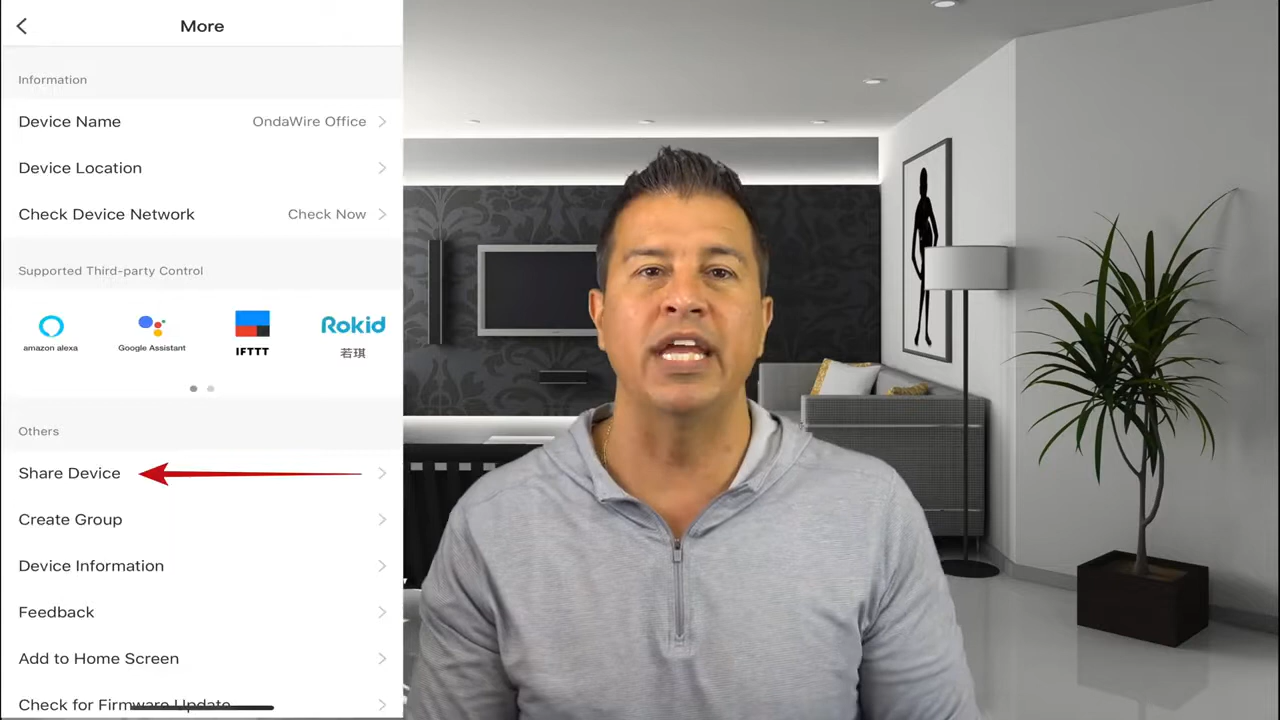 More
Information
Device Name OndaWire Office
Device Location
Check Device Network Check Now
Supported Third-party Control
amazon alexa Google Assistant IFTTT Rokid
若琪
Others
Share Device
Create Group
Device Information
Feedback
Add to Home Screen
Check for Firmware Update